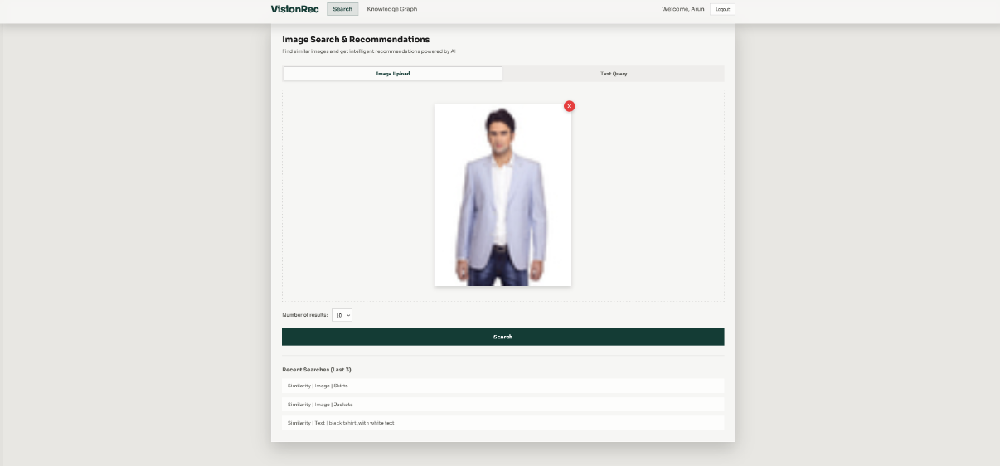 VisionRec Search Knowledge Graph Welcome, Arun Logout
Image Search & Recommendations
Find similar images and get intelligent recommendations powered by AI
Image Upload Text Query
Number of results: 10
Search
Recent Searches (Last 3)
Similarity | Image | Skirts
Similarity | Image | Jackets
Similarity | Text | black tshirt ,with white text